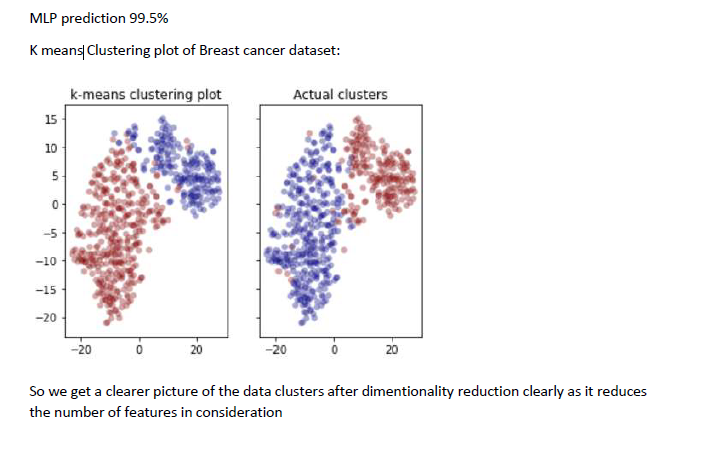 MLP prediction 99.5%
K means Clustering plot of Breast cancer dataset:
k-means clustering plot
Actual clusters
15
10
5
0
−5
−10
−15
−20
−20 0 20
−20 0 20
So we get a clearer picture of the data clusters after dimentionality reduction clearly as it reduces
the number of features in consideration